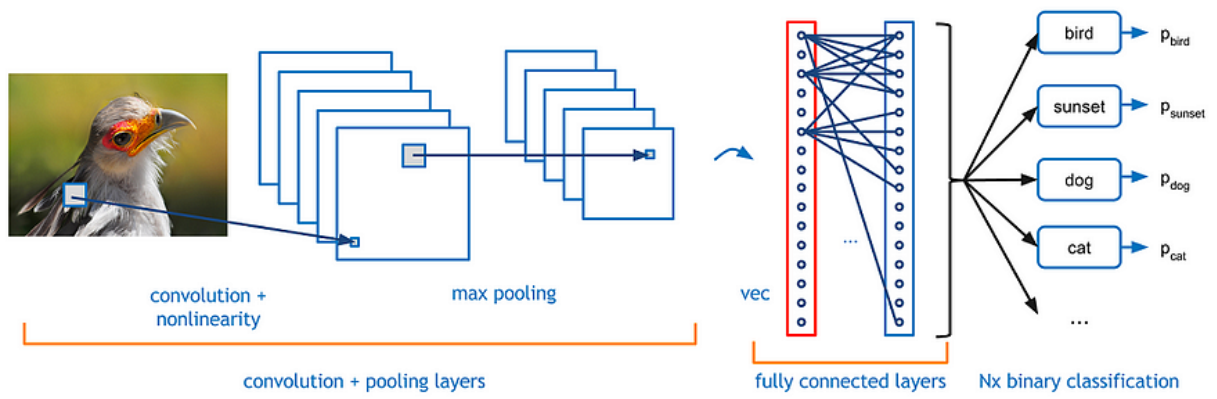 convolution +
nonlinearity
max pooling
convolution + pooling layers
vec
...
fully connected layers
bird
p_bird
sunset
p_sunset
dog
p_dog
cat
p_cat
...
Nx binary classification